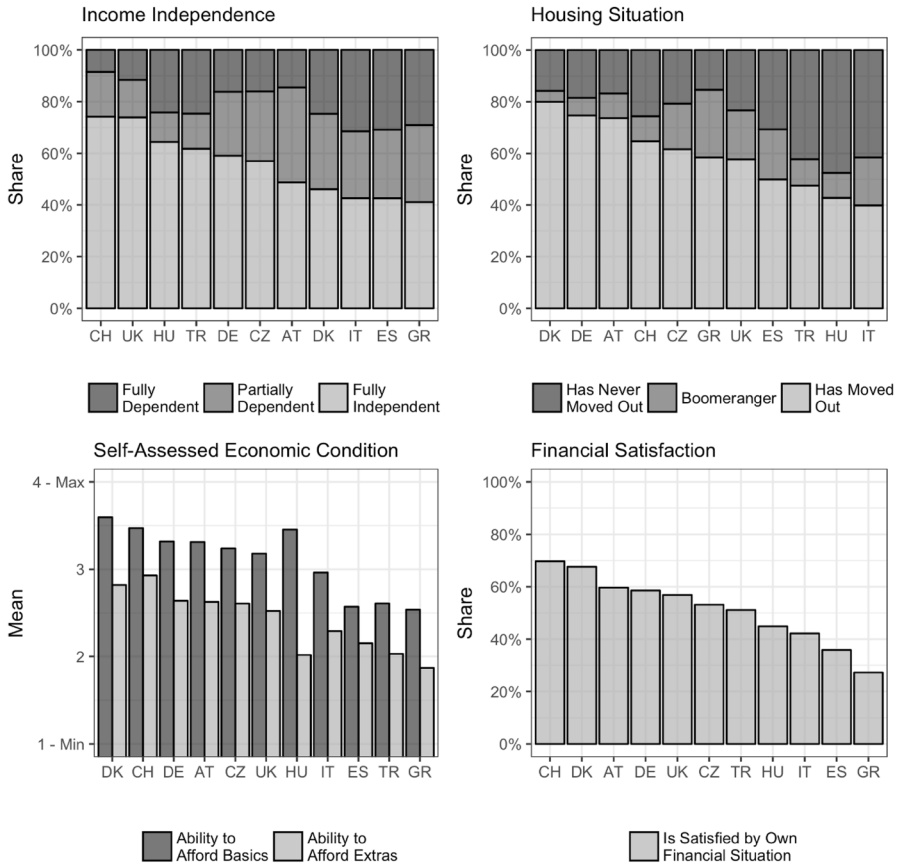 Income Independence
Share
100%
80%
60%
40%
20%
0%
CH UK HU TR DE CZ AT DK IT ES GR
Fully
Dependent
Partially
Dependent
Fully
Independent
Housing Situation
Share
100%
80%
60%
40%
20%
0%
DK DE AT CH CZ GR UK ES TR HU IT
Has Never
Moved Out
Boomeranger
Has Moved
Out
Self-Assessed Economic Condition
Mean
4 - Max
3
2
1 - Min
DK CH DE AT CZ UK HU IT ES TR GR
Ability to
Afford Basics
Ability to
Afford Extras
Financial Satisfaction
Share
100%
80%
60%
40%
20%
0%
CH DK AT DE UK CZ TR HU IT ES GR
Is Satisfied by Own
Financial Situation